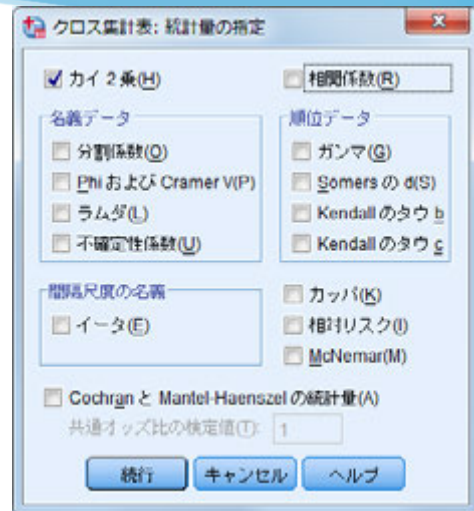 クロス集計表: 統計量の指定
カイ 2 乗(H)
相関係数(R)
名義データ
分割係数(O)
Phi および Cramer V(P)
ラムダ(L)
不確定性係数(U)
順位データ
ガンマ(G)
Somers の d(S)
Kendall のタウ b
Kendall のタウ c
間隔尺度の名義
イータ(E)
カッパ(K)
相対リスク(I)
McNemar(M)
Cochran と Mantel-Haenszel の統計量(A)
共通オッズ比の検定値(T): 1
続行 キャンセル ヘルプ